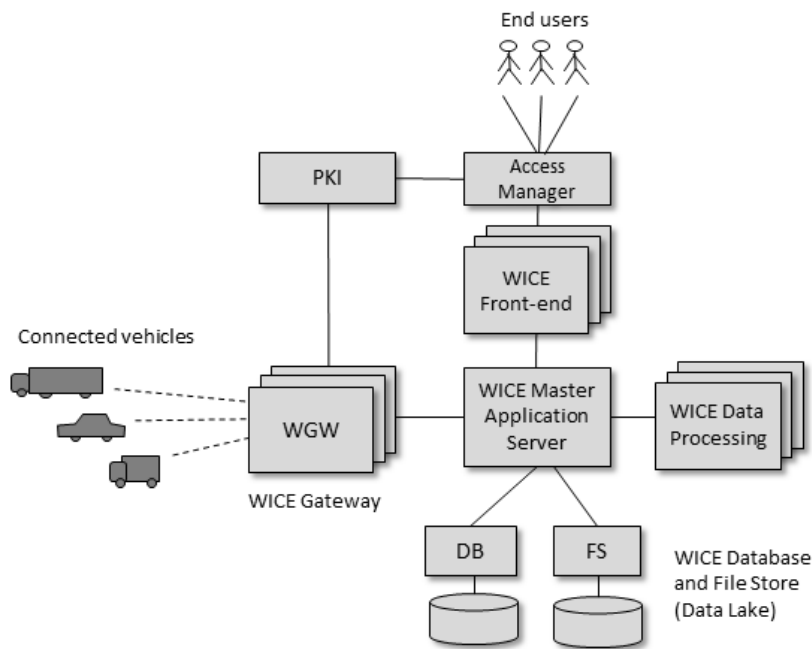 End users
PKI
Access
Manager
WICE
Front-end
Connected vehicles
WGW
WICE Gateway
WICE Master
Application
Server
WICE Data
Processing
DB
FS
WICE Database
and File Store
(Data Lake)